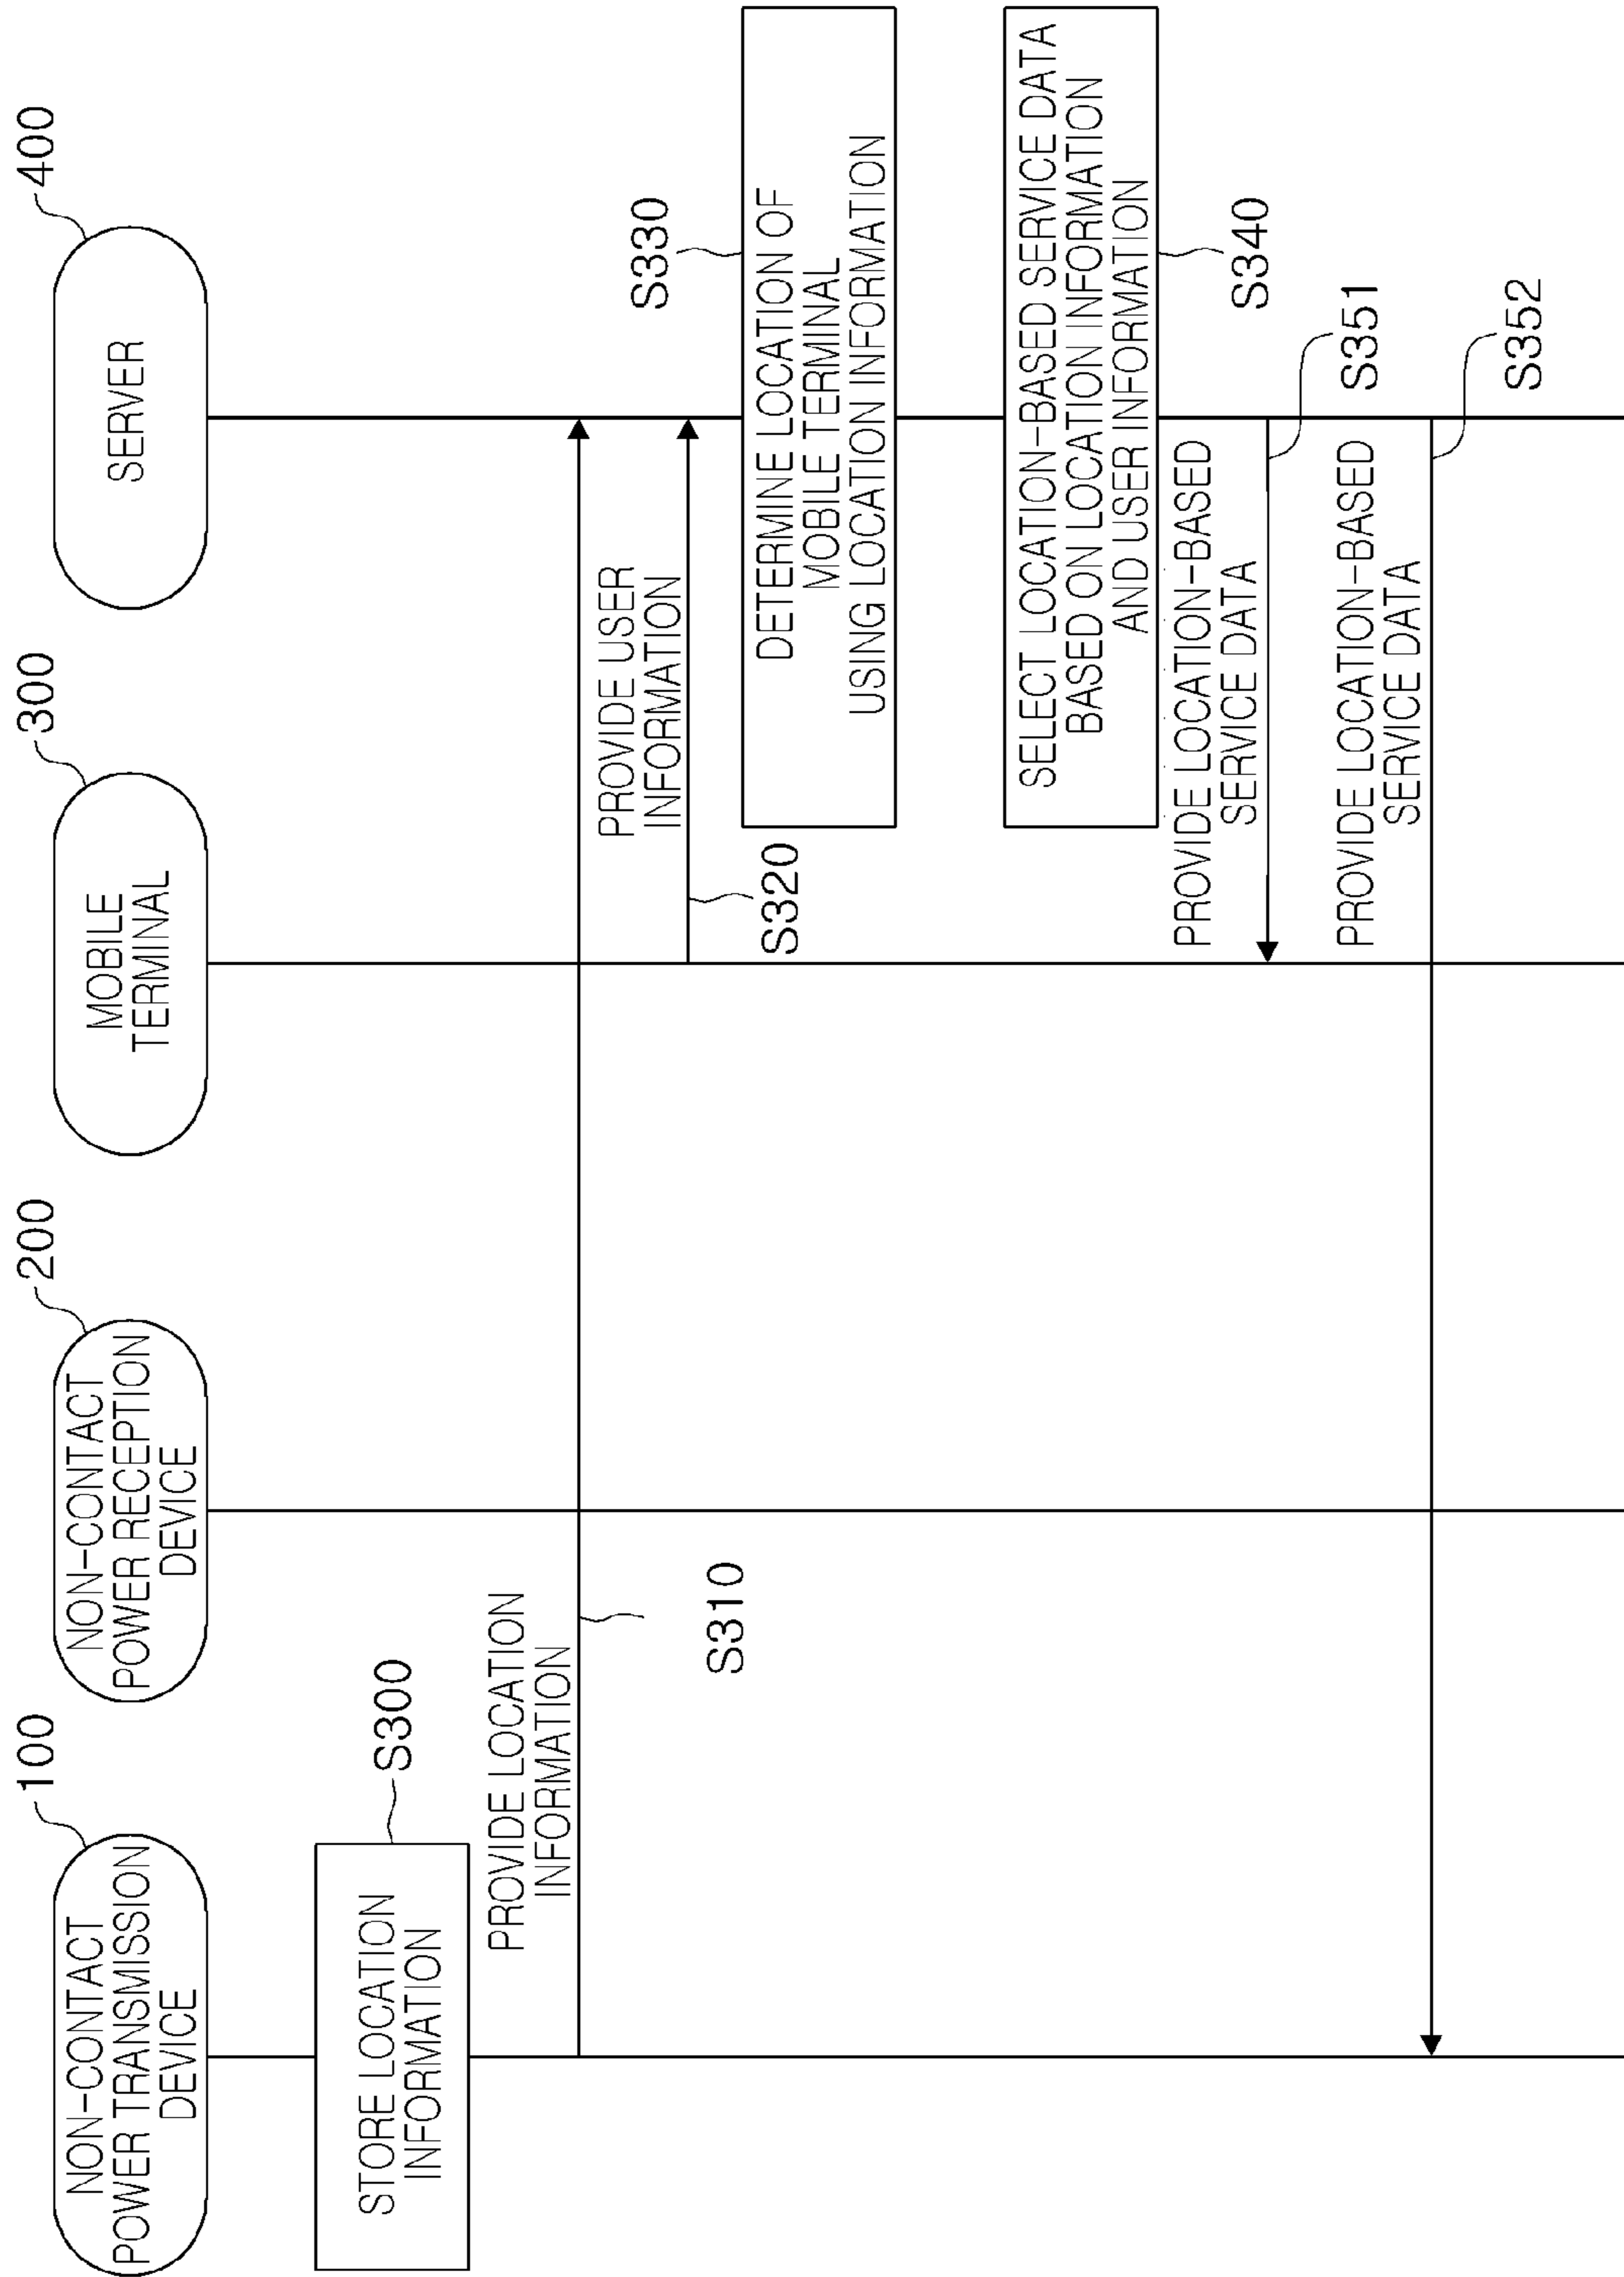 100
NON-CONTACT
POWER TRANSMISSION
DEVICE
200
NON-CONTACT
POWER RECEPTION
DEVICE
300
MOBILE
TERMINAL
400
SERVER
STORE LOCATION
INFORMATION
S300
PROVIDE LOCATION
INFORMATION
S310
PROVIDE USER
INFORMATION
S320
S330
DETERMINE LOCATION OF
MOBILE TERMINAL
USING LOCATION INFORMATION
SELECT LOCATION-BASED SERVICE DATA
BASED ON LOCATION INFORMATION
AND USER INFORMATION
S340
PROVIDE LOCATION-BASED
SERVICE DATA
S351
PROVIDE LOCATION-BASED
SERVICE DATA
S352